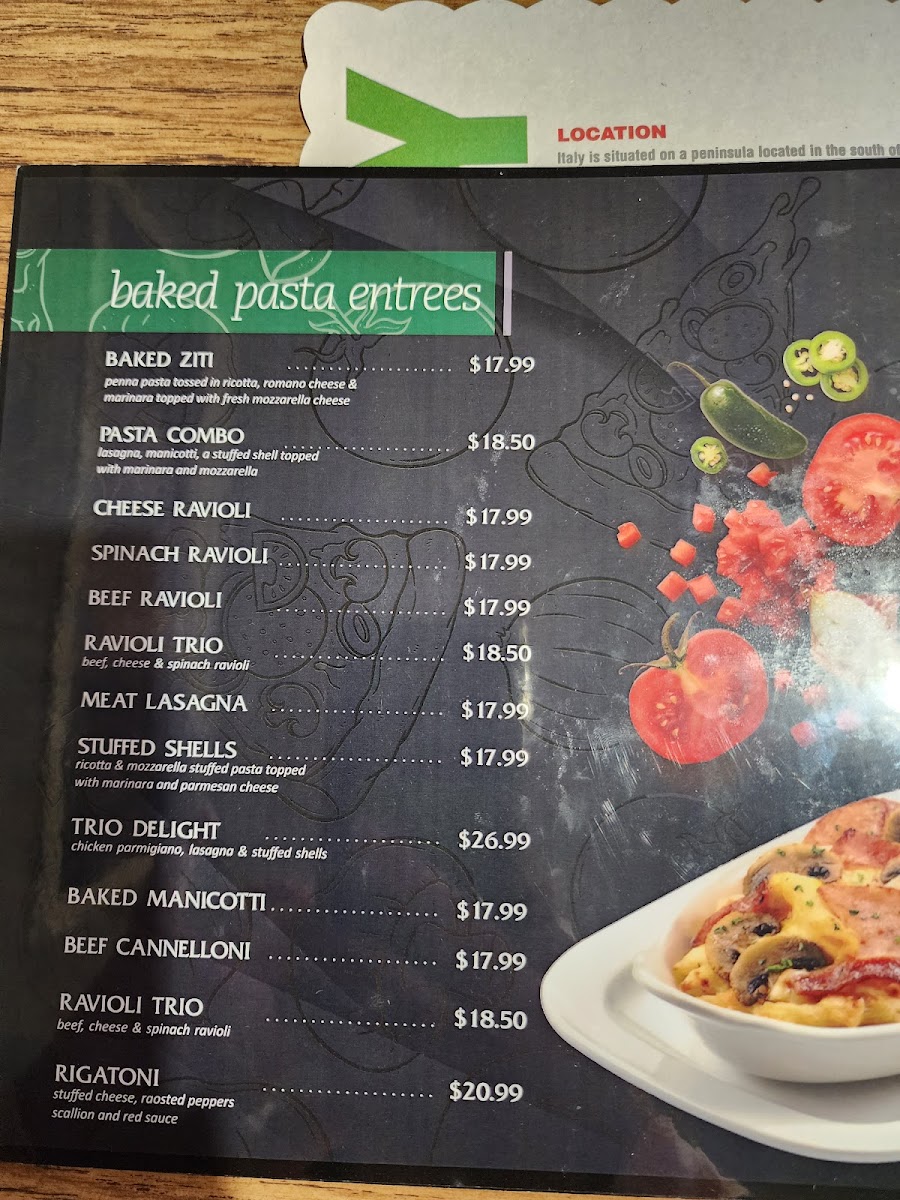 LOCATION
Italy is situated on a peninsula located in the south of
baked pasta entrees
BAKED ZITI .................... $17.99
penna pasta tossed in ricotta, romano cheese &
marinara topped with fresh mozzarella cheese
PASTA COMBO .................... $18.50
lasagna, manicotti, a stuffed shell topped
with marinara and mozzarella
CHEESE RAVIOLI .................... $17.99
SPINACH RAVIOLI .................... $17.99
BEEF RAVIOLI .................... $17.99
RAVIOLI TRIO .................... $18.50
beef, cheese & spinach ravioli
MEAT LASAGNA .................... $17.99
STUFFED SHELLS .................... $17.99
ricotta & mozzarella stuffed pasta topped
with marinara and parmesan cheese
TRIO DELIGHT .................... $26.99
chicken parmigiano, lasagna & stuffed shells
BAKED MANICOTTI .................... $17.99
BEEF CANNELLONI .................... $17.99
RAVIOLI TRIO .................... $18.50
beef, cheese & spinach ravioli
RIGATONI .................... $20.99
stuffed cheese, raosted peppers
scallion and red sauce